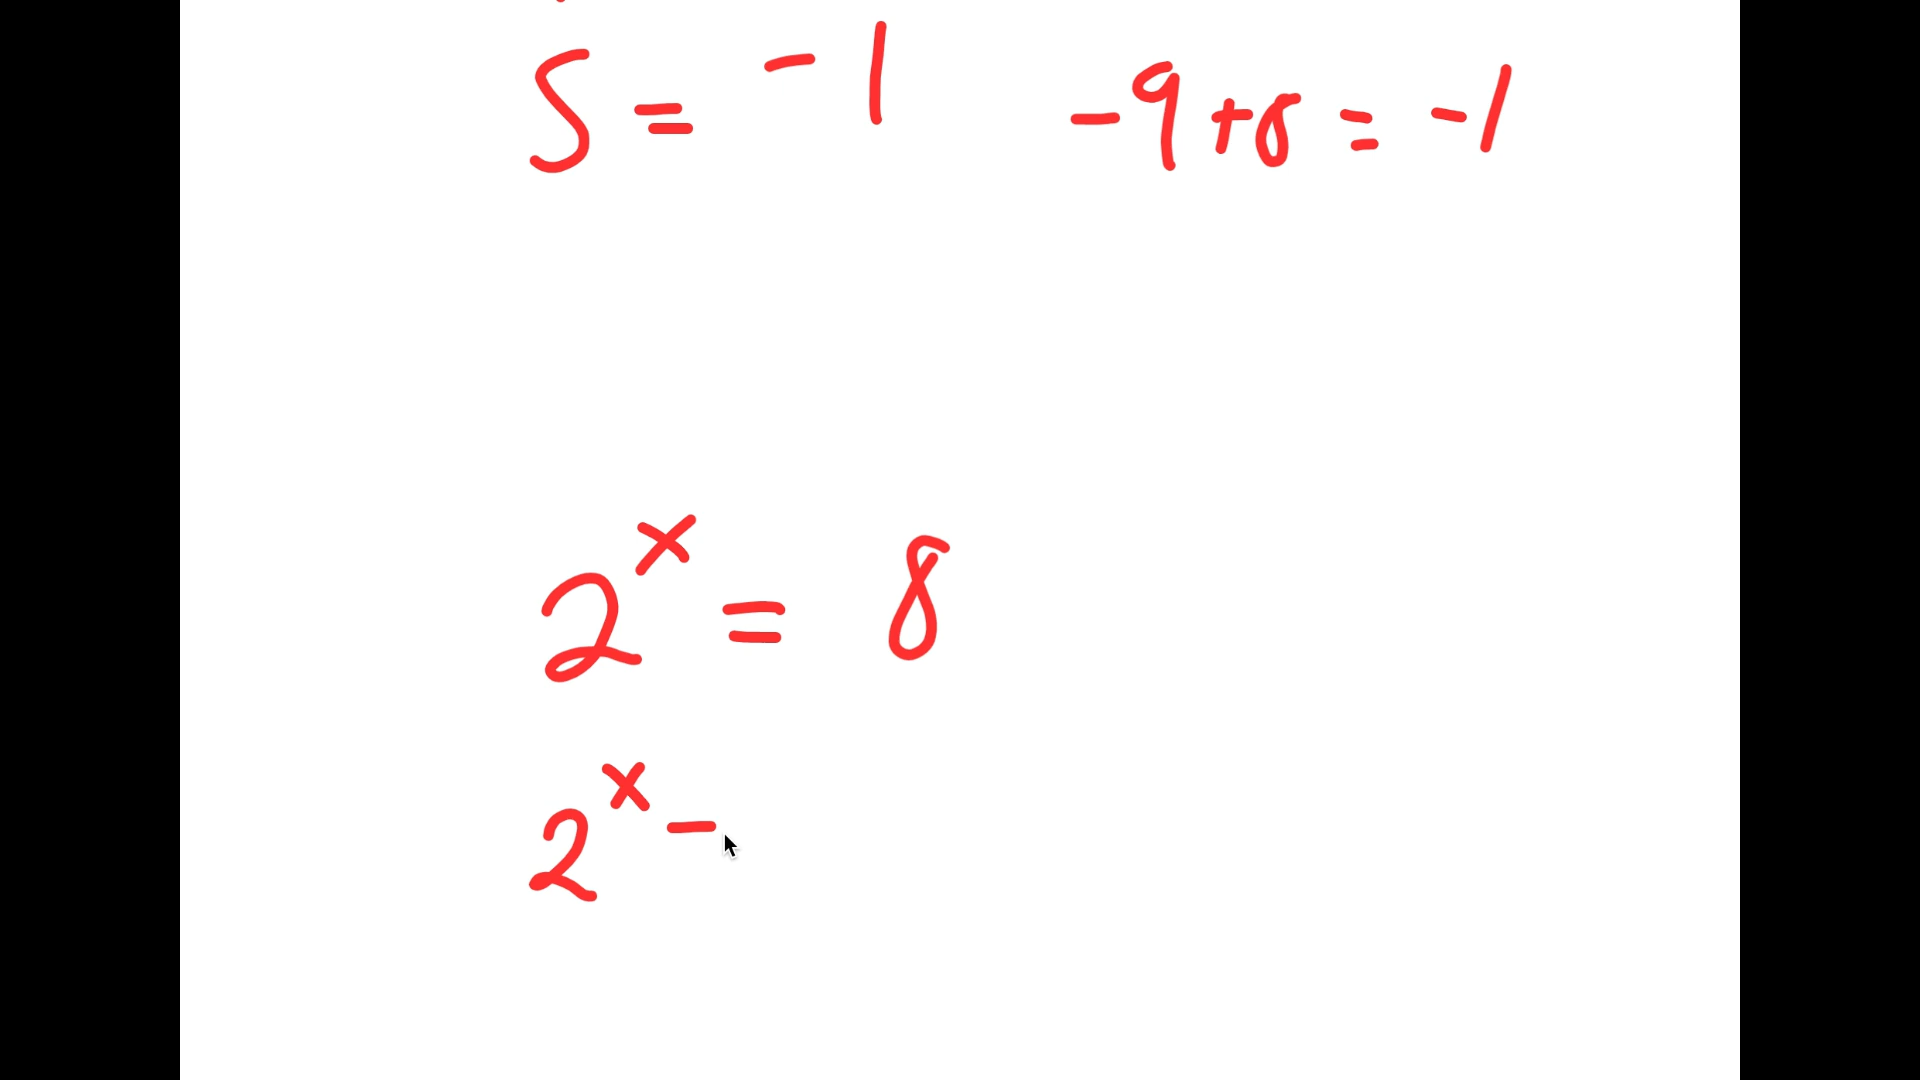 S = -1 -9+8 = -1
2^x = 8
2^x -